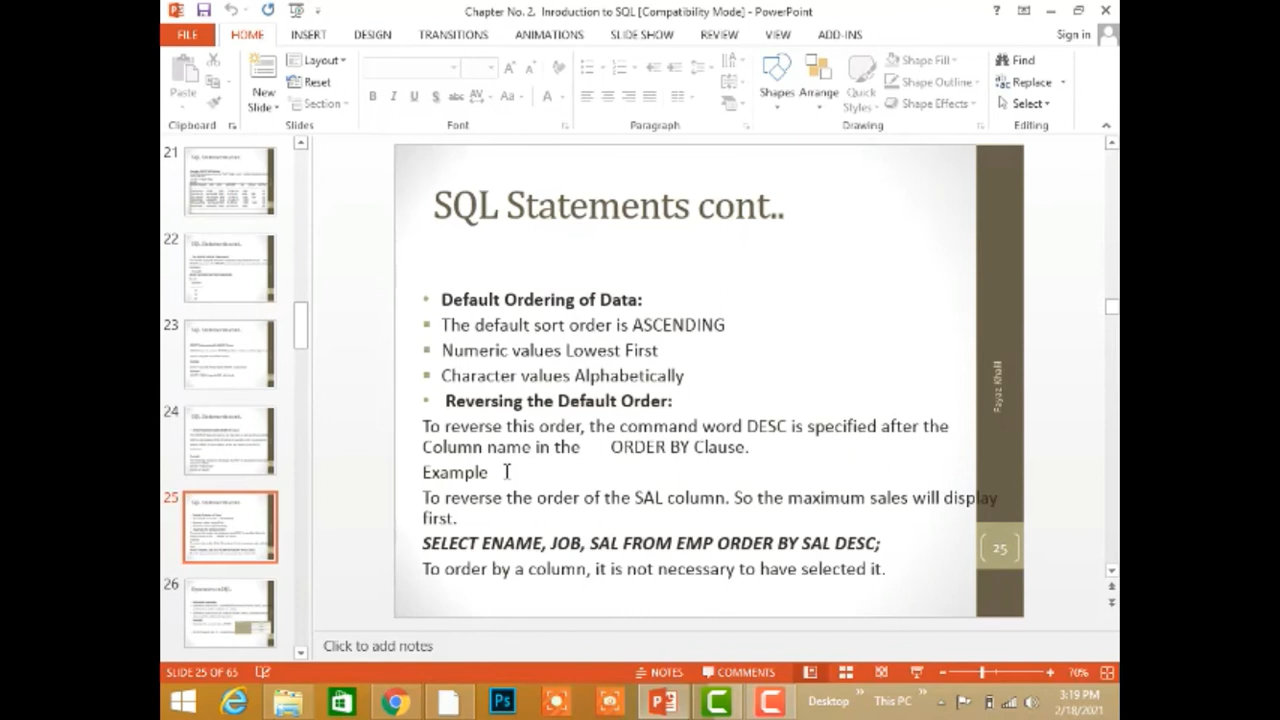 Chapter No. 2. Inroduction to SQL [Compatibility Mode] - PowerPoint
FILE HOME INSERT DESIGN TRANSITIONS ANIMATIONS SLIDE SHOW REVIEW VIEW ADD-INS Sign in
Paste
New
Slide
Layout
Reset
Section
B I U S abc AV Aa A
Shapes
Arrange
Quick
Styles
Shape Fill
Shape Outline
Shape Effects
Find
Replace
Select
Clipboard Slides Font Paragraph Drawing Editing
21
22
23
24
25
26
SQL Statements cont..
Default Ordering of Data:
The default sort order is ASCENDING
Numeric values Lowest First
Character values Alphabetically
Reversing the Default Order:
To reverse this order, the command word DESC is specified after the
Column name in the ORDER BY Clause.
Example
To reverse the order of the SAL column. So the maximum sales will display
first.
SELECT ENAME, JOB, SAL FROM EMP ORDER BY SAL DESC;
To order by a column, it is not necessary to have selected it.
Fayaz Khalil
25
Click to add notes
SLIDE 25 OF 65 NOTES COMMENTS 70%
Ps Desktop This PC 3:19 PM
2/18/2021